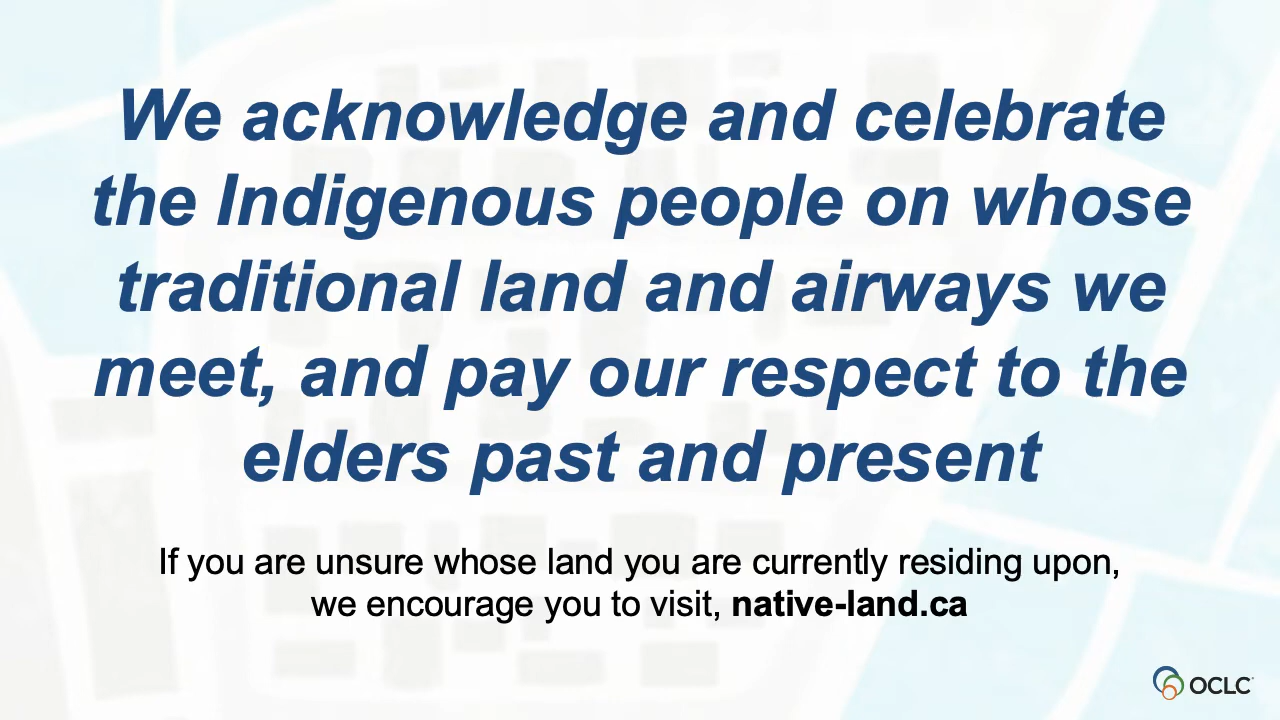 We acknowledge and celebrate
the Indigenous people on whose
traditional land and airways we
meet, and pay our respect to the
elders past and present
If you are unsure whose land you are currently residing upon,
we encourage you to visit, native-land.ca
OCLC